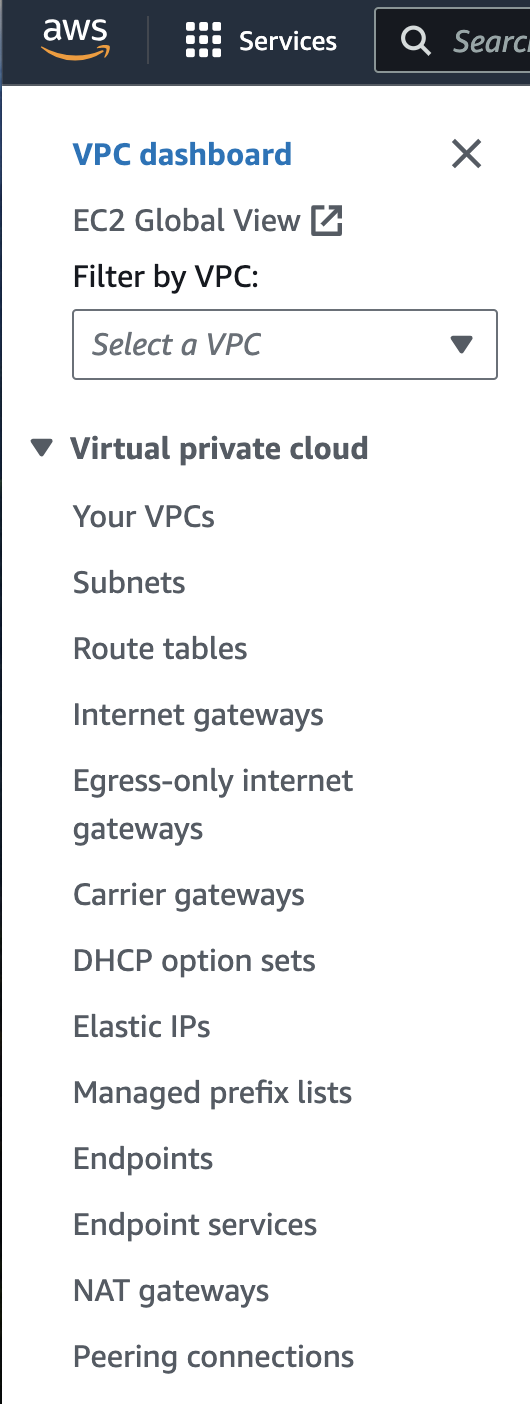 aws
Services
Search
VPC dashboard
EC2 Global View
Filter by VPC:
Select a VPC
Virtual private cloud
Your VPCs
Subnets
Route tables
Internet gateways
Egress-only internet
gateways
Carrier gateways
DHCP option sets
Elastic IPs
Managed prefix lists
Endpoints
Endpoint services
NAT gateways
Peering connections